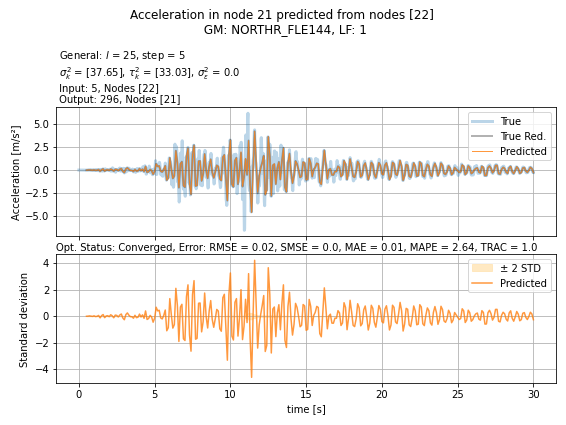 Acceleration in node 21 predicted from nodes [22]
GM: NORTHR_FLE144, LF: 1
General: l = 25, step = 5
σ²ₖ = [37.65], τ²ₖ = [33.03], σ²ε = 0.0
Input: 5, Nodes [22]
Output: 296, Nodes [21]
Acceleration [m/s²]
5.0
2.5
0.0
−2.5
−5.0
True
True Red.
Predicted
Opt. Status: Converged, Error: RMSE = 0.02, SMSE = 0.0, MAE = 0.01, MAPE = 2.64, TRAC = 1.0
Standard deviation
4
2
0
−2
−4
± 2 STD
Predicted
0 5 10 15 20 25 30
time [s]